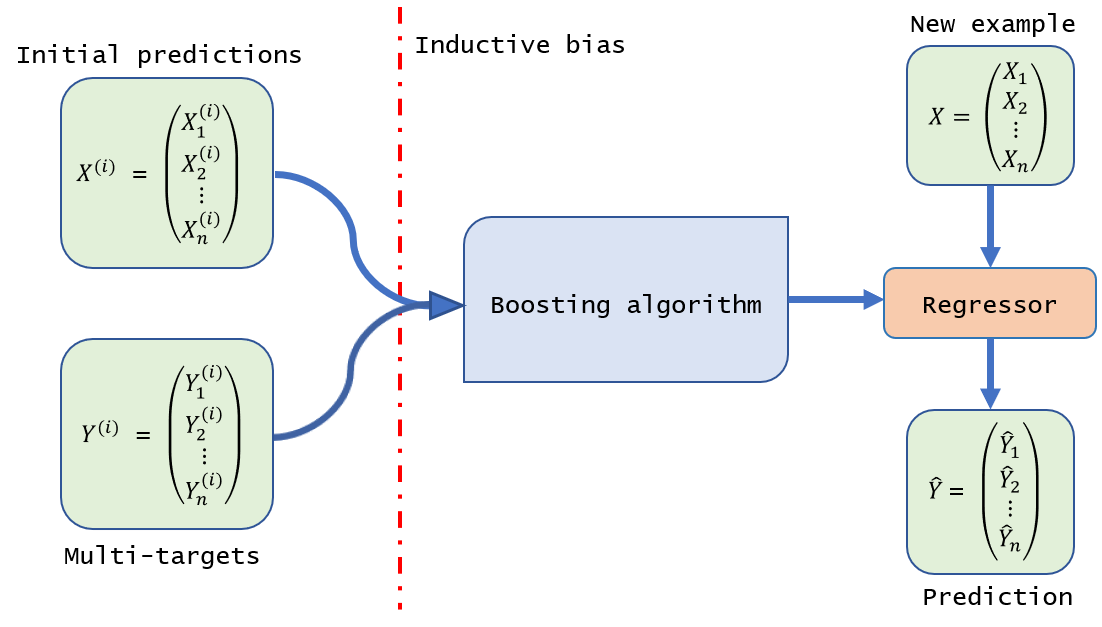 Initial predictions
X^{(i)} = \begin{pmatrix} X_1^{(i)} \\ X_2^{(i)} \\ \vdots \\ X_n^{(i)} \end{pmatrix}
Y^{(i)} = \begin{pmatrix} Y_1^{(i)} \\ Y_2^{(i)} \\ \vdots \\ Y_n^{(i)} \end{pmatrix}
Multi-targets
Inductive bias
Boosting algorithm
New example
X = \begin{pmatrix} X_1 \\ X_2 \\ \vdots \\ X_n \end{pmatrix}
Regressor
\hat{Y} = \begin{pmatrix} \hat{Y}_1 \\ \hat{Y}_2 \\ \vdots \\ \hat{Y}_n \end{pmatrix}
Prediction